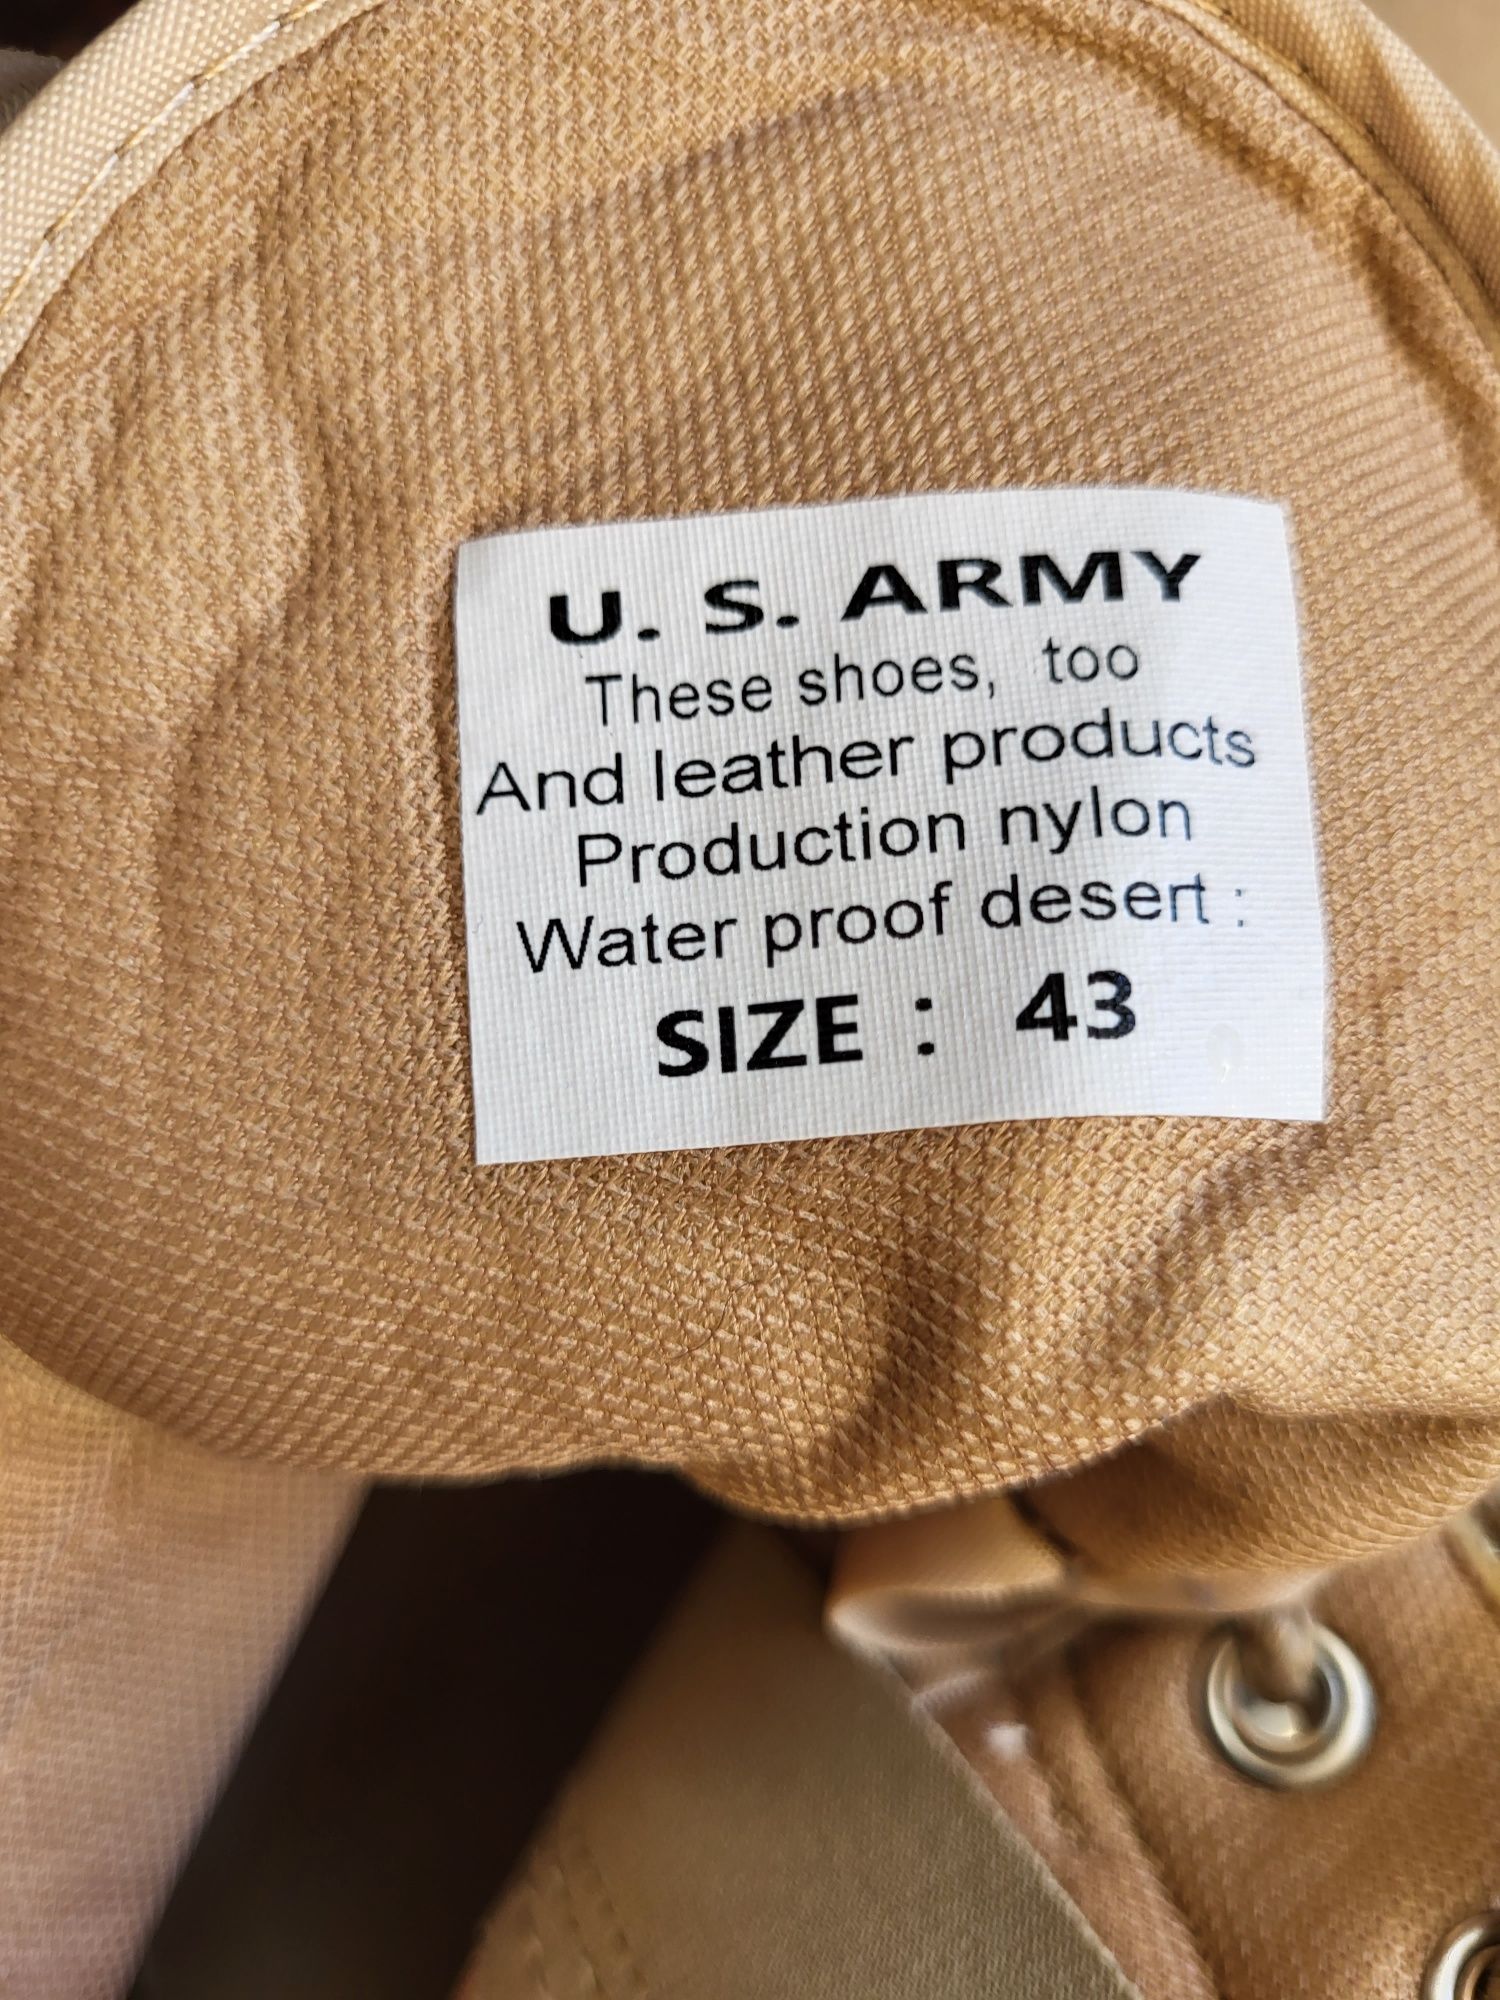 U. S. ARMY
These shoes, too
And leather products
Production nylon
Water proof desert :
SIZE : 43